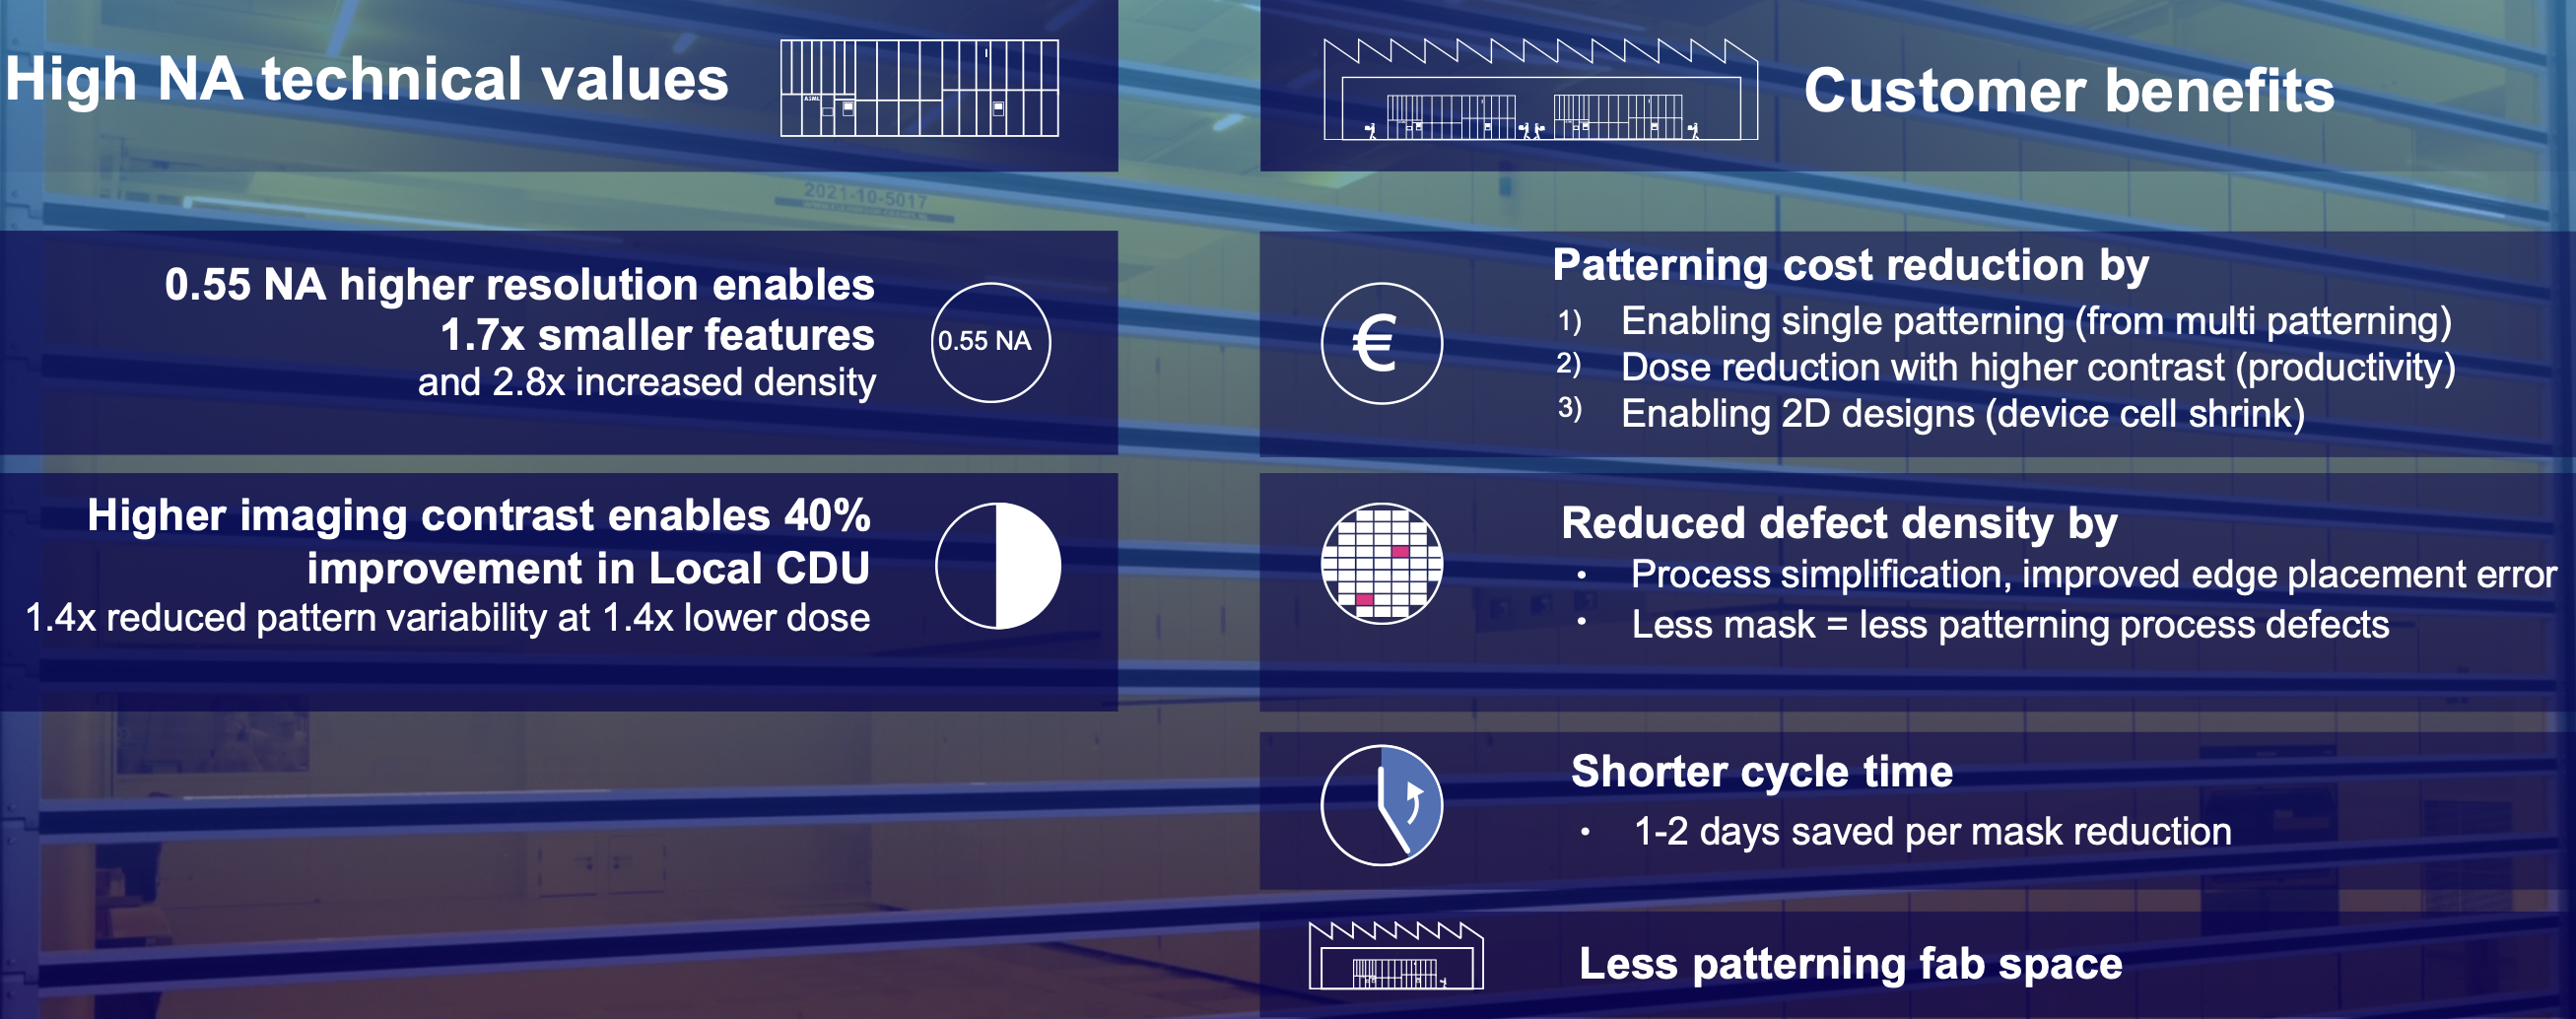 High NA technical values
ASML
Customer benefits
2021-10-5017
0.55 NA higher resolution enables
1.7x smaller features
and 2.8x increased density
0.55 NA
Higher imaging contrast enables 40%
improvement in Local CDU
1.4x reduced pattern variability at 1.4x lower dose
€
Patterning cost reduction by
1) Enabling single patterning (from multi patterning)
2) Dose reduction with higher contrast (productivity)
3) Enabling 2D designs (device cell shrink)
Reduced defect density by
• Process simplification, improved edge placement error
• Less mask = less patterning process defects
Shorter cycle time
• 1-2 days saved per mask reduction
Less patterning fab space